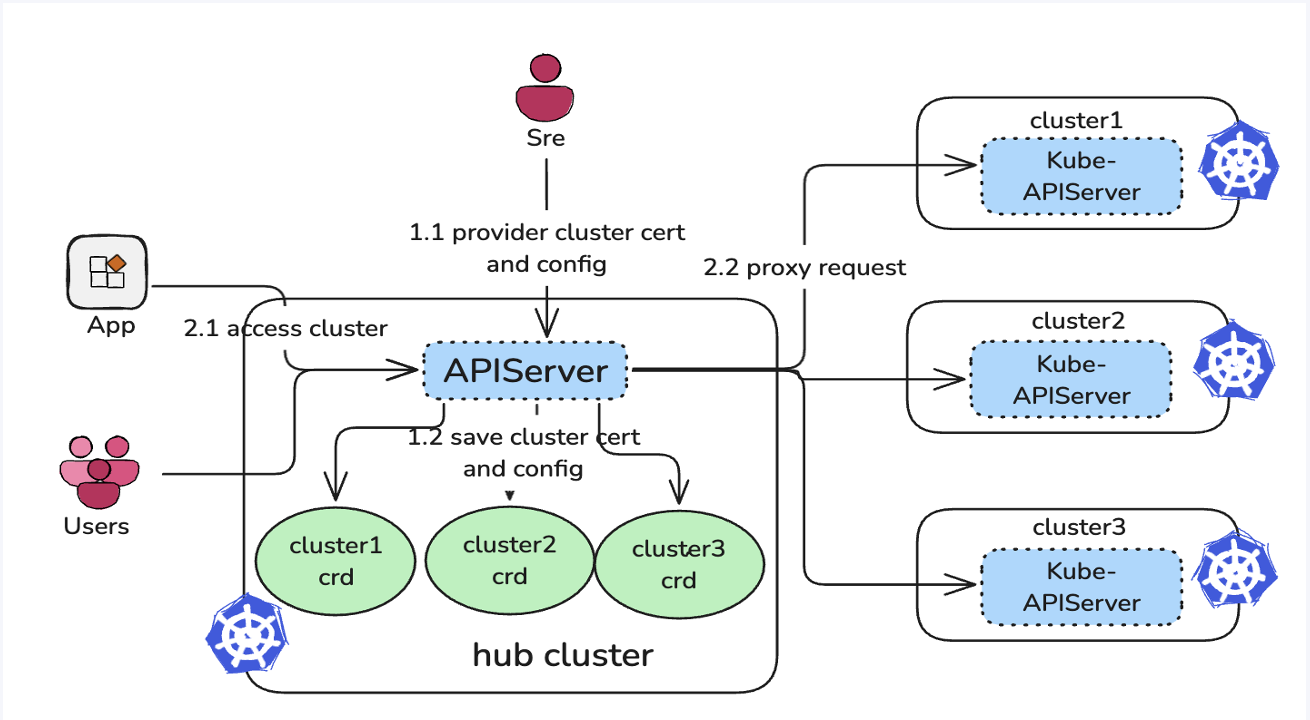 Sre
cluster1
Kube-
APIServer
1.1 provider cluster cert
and config
2.2 proxy request
App
2.1 access cluster
cluster2
Kube-
APIServer
APIServer
1.2 save cluster cert
and config
Users
cluster1
crd
cluster2
crd
cluster3
crd
cluster3
Kube-
APIServer
hub cluster